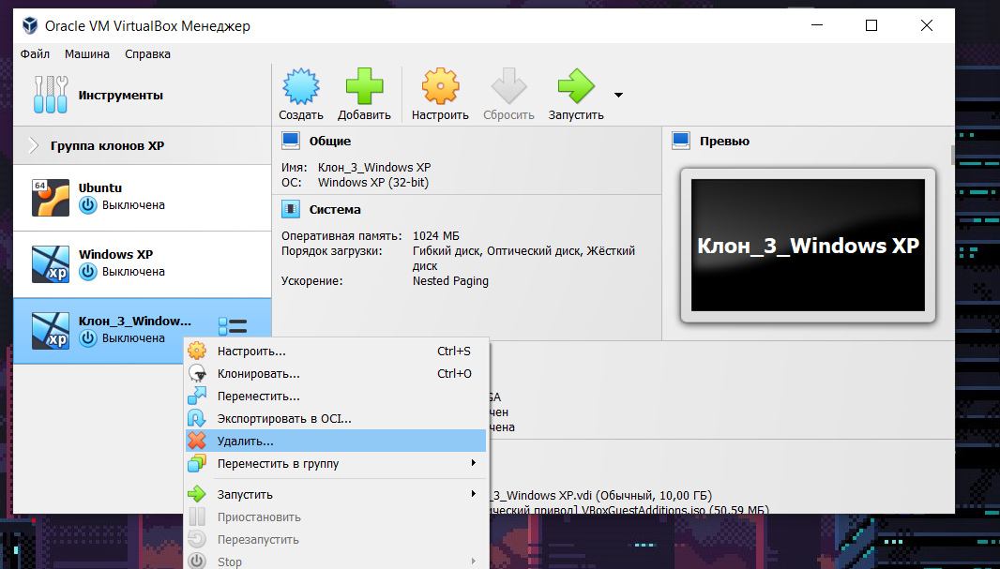 Oracle VM VirtualBox Менеджер
Файл Машина Справка
Инструменты
Создать Добавить Настроить Сбросить Запустить
Группа клонов XP
64
Ubuntu
Выключена
Windows XP
Выключена
xp
Клон_3_Window...
Выключена
xp
Общие
Имя: Клон_3_Windows XP
ОС: Windows XP (32-bit)
Система
Оперативная память: 1024 МБ
Порядок загрузки: Гибкий диск, Оптический диск, Жёсткий
диск
Ускорение: Nested Paging
Превью
Клон_3_Windows XP
Настроить... Ctrl+S
Клонировать... Ctrl+O
Переместить...
Экспортировать в OCI...
Удалить...
Переместить в группу
Запустить
Приостановить
Перезапустить
Stop
GA
чен
чена
_3_Windows XP.vdi (Обычный, 10,00 ГБ)
ический привод] VBoxGuestAdditions.iso (50,59 МБ)